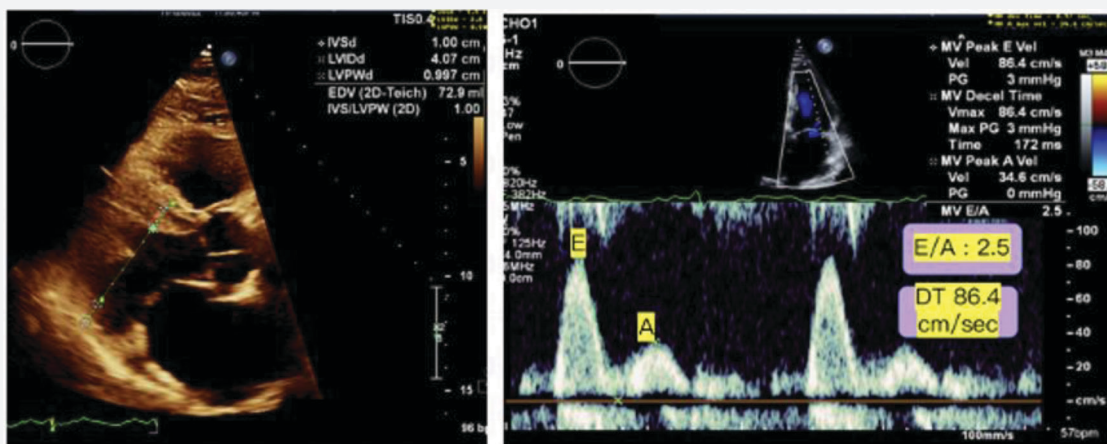 TIS0.4
0
IVSd 1.00 cm
LVIDd 4.07 cm
LVPWd 0.997 cm
EDV (2D-Teich) 72.9 ml
IVS/LVPW (2D) 1.00
5
10
15
CHO1
0
MV Peak E Vel
Vel 86.4 cm/s
PG 3 mmHg
MV Decel Time
Vmax 86.4 cm/s
Max PG 3 mmHg
Time 172 ms
MV Peak A Vel
Vel 34.6 cm/s
PG 0 mmHg
MV E/A 2.5
E
A
E/A : 2.5
DT 86.4
cm/sec
100
80
60
40
20
cm/s
100mm/s
57bpm